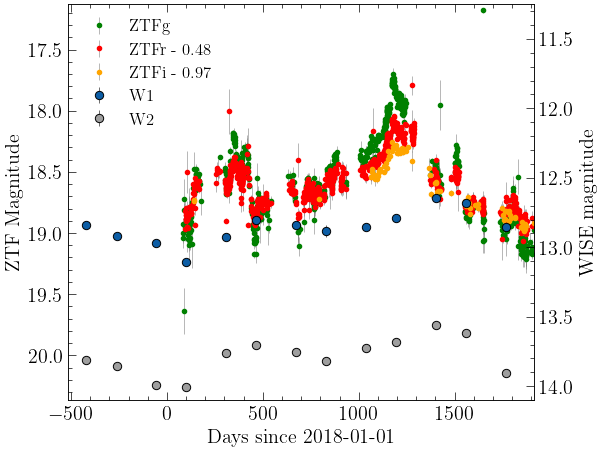 ZTFg
ZTFr - 0.48
ZTFi - 0.97
W1
W2
ZTF Magnitude
17.5
18.0
18.5
19.0
19.5
20.0
11.5
12.0
12.5
13.0
13.5
14.0
WISE magnitude
−500
0
500
1000
1500
Days since 2018-01-01